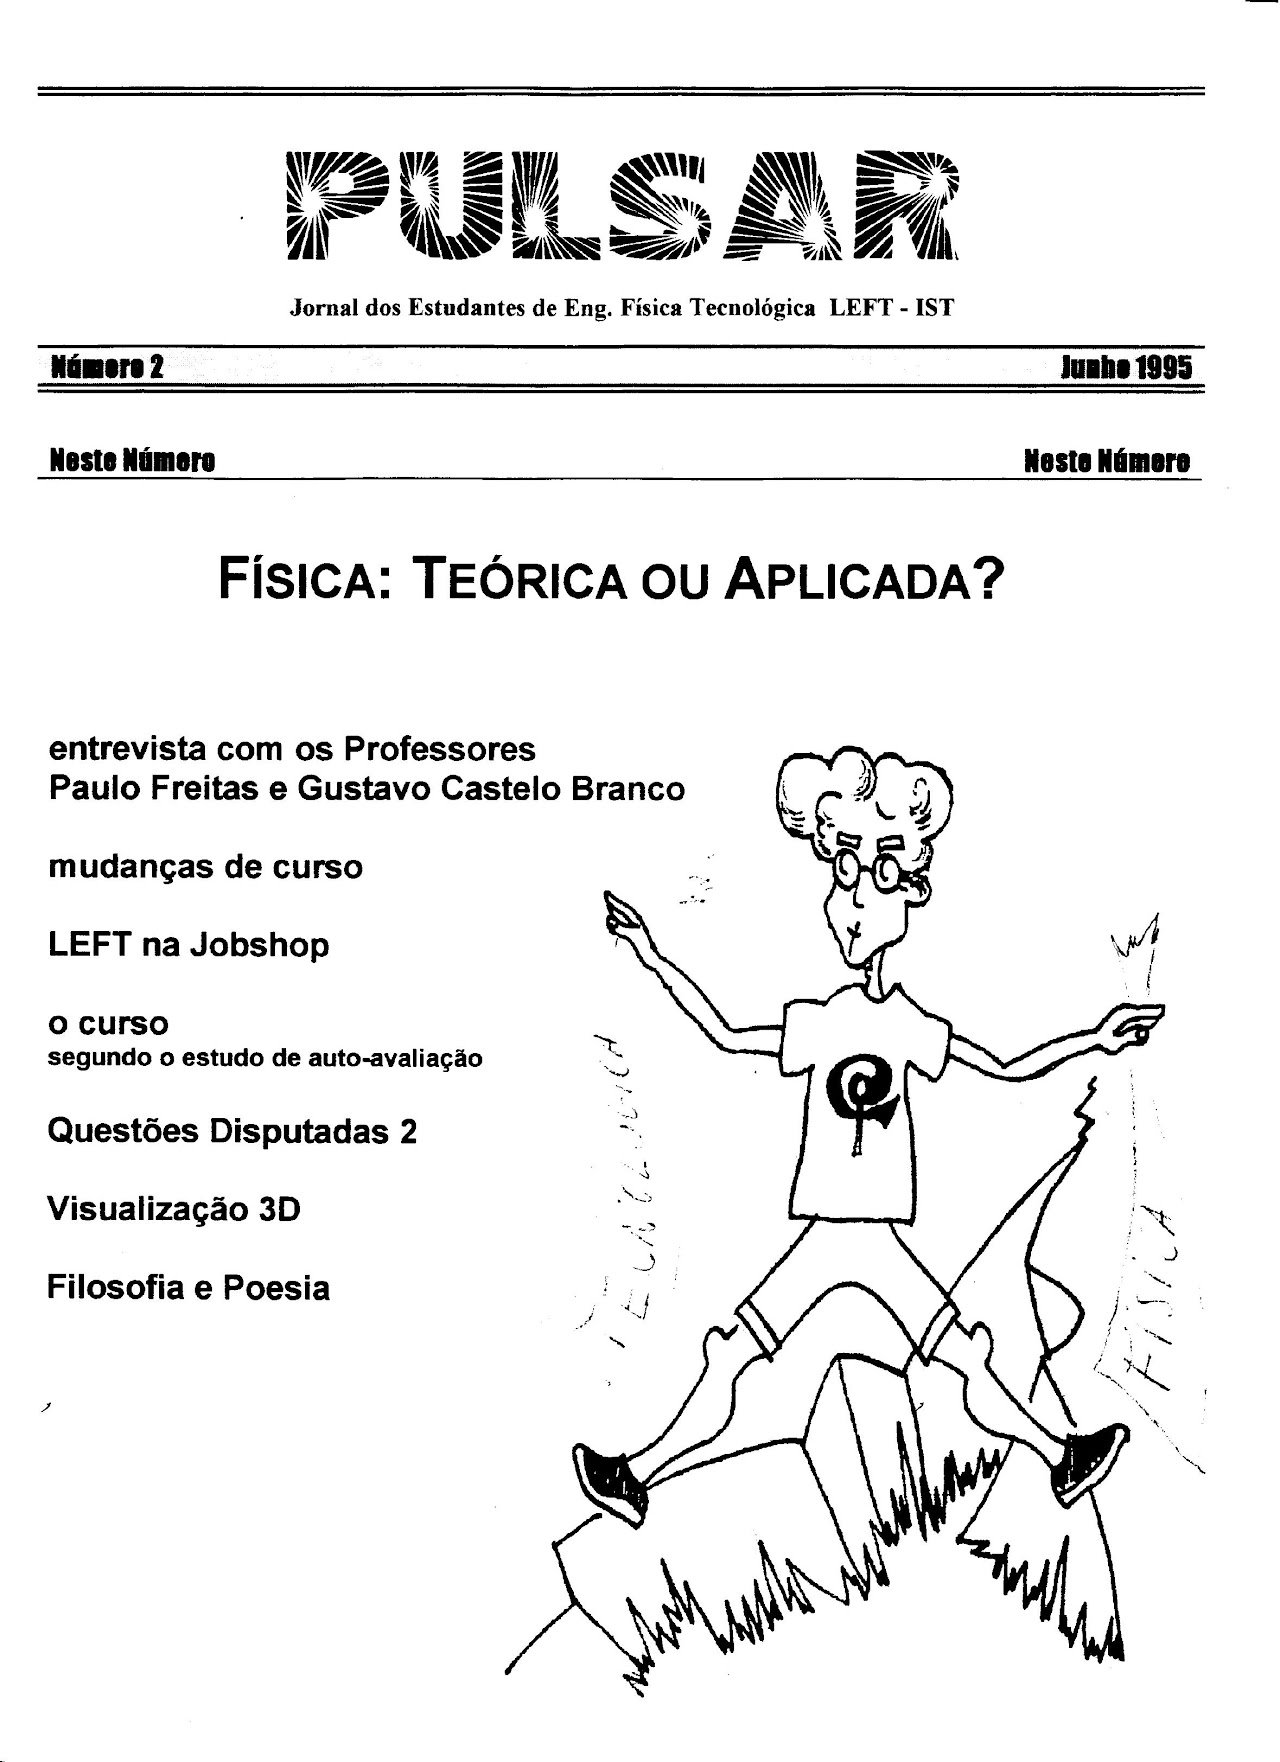 PULSAR
Jornal dos Estudantes de Eng. Física Tecnológica LEFT - IST
Número 2 Junho 1995
Neste Número Neste Número
FÍSICA: TEÓRICA OU APLICADA?
entrevista com os Professores
Paulo Freitas e Gustavo Castelo Branco
mudanças de curso
LEFT na Jobshop
o curso
segundo o estudo de auto-avaliação
Questões Disputadas 2
Visualização 3D
Filosofia e Poesia
FÍSICA